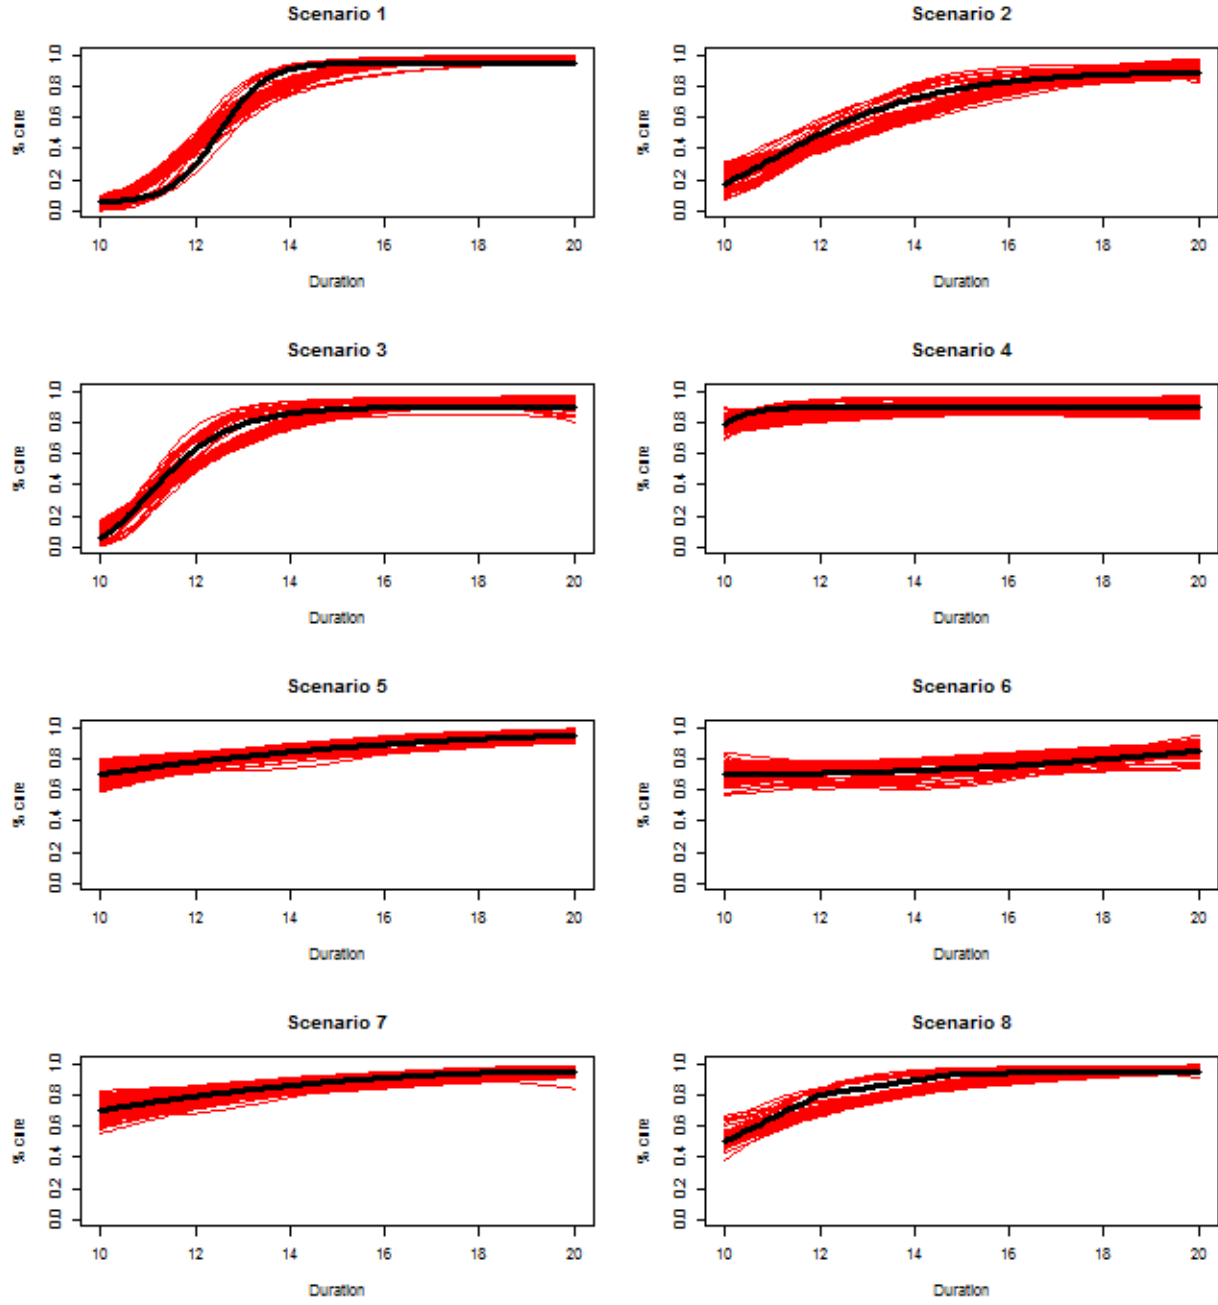 Scenario 1
% cure
0.0 0.2 0.4 0.6 0.8 1.0
10 12 14 16 18 20
Duration
Scenario 2
% cure
0.0 0.2 0.4 0.6 0.8 1.0
10 12 14 16 18 20
Duration
Scenario 3
% cure
0.0 0.2 0.4 0.6 0.8 1.0
10 12 14 16 18 20
Duration
Scenario 4
% cure
0.0 0.2 0.4 0.6 0.8 1.0
10 12 14 16 18 20
Duration
Scenario 5
% cure
0.0 0.2 0.4 0.6 0.8 1.0
10 12 14 16 18 20
Duration
Scenario 6
% cure
0.0 0.2 0.4 0.6 0.8 1.0
10 12 14 16 18 20
Duration
Scenario 7
% cure
0.0 0.2 0.4 0.6 0.8 1.0
10 12 14 16 18 20
Duration
Scenario 8
% cure
0.0 0.2 0.4 0.6 0.8 1.0
10 12 14 16 18 20
Duration